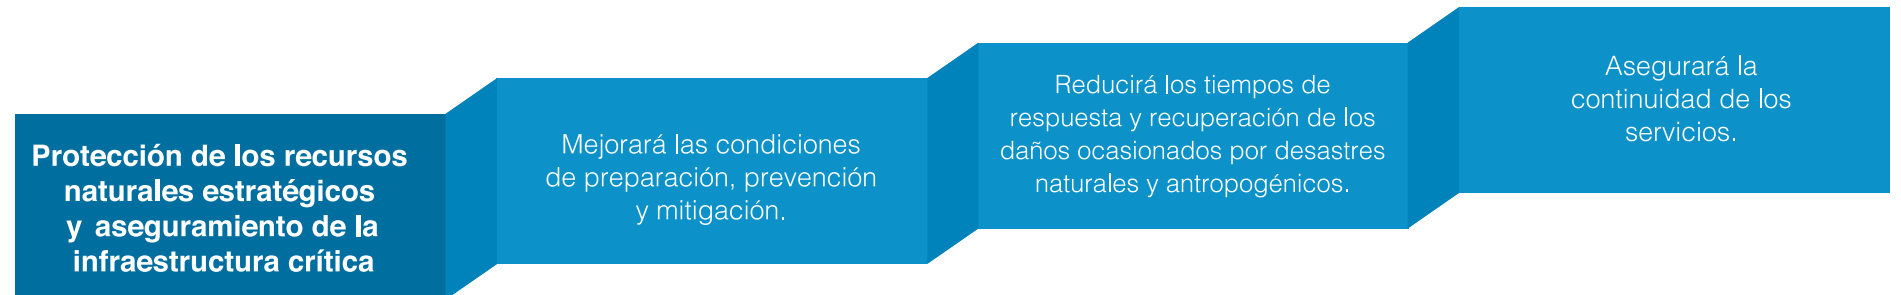 Protección de los recursos
naturales estratégicos
y aseguramiento de la
infraestructura crítica
Mejorará las condiciones
de preparación, prevención
y mitigación.
Reducirá los tiempos de
respuesta y recuperación de los
daños ocasionados por desastres
naturales y antropogénicos.
Asegurará la
continuidad de los
servicios.